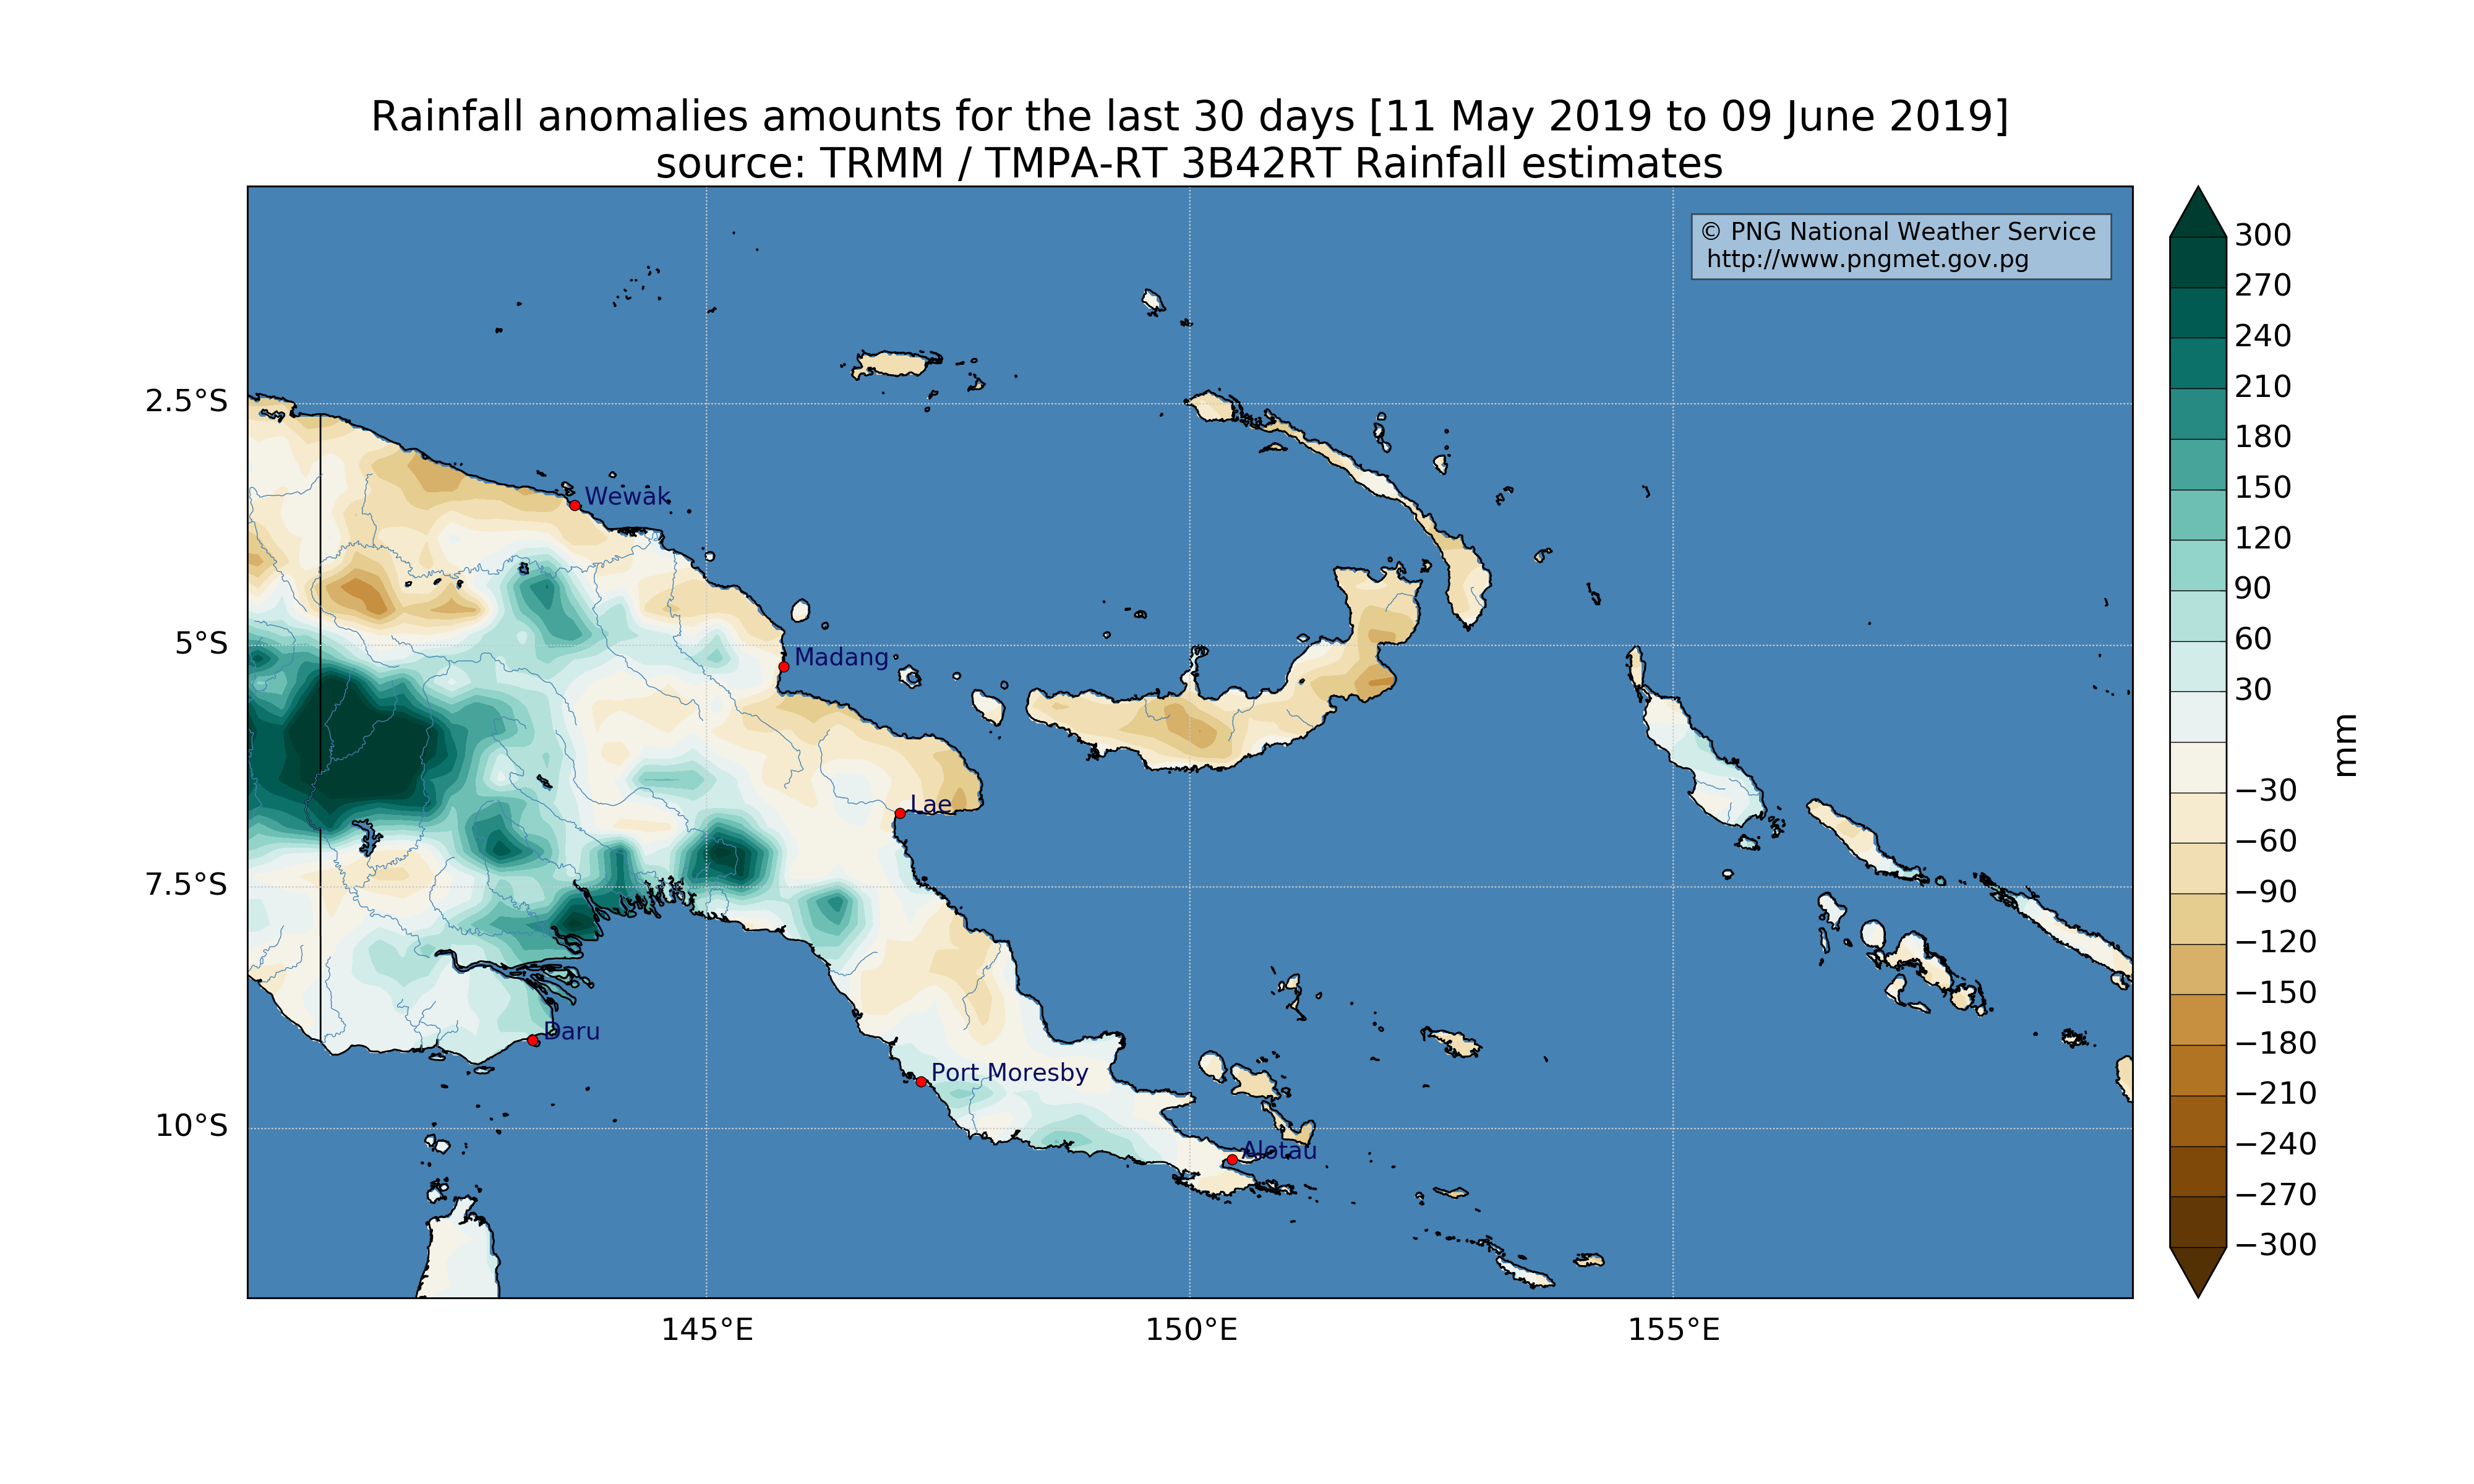 Rainfall anomalies amounts for the last 30 days [11 May 2019 to 09 June 2019]
source: TRMM / TMPA-RT 3B42RT Rainfall estimates
© PNG National Weather Service
http://www.pngmet.gov.pg
2.5°S
5°S
7.5°S
10°S
Wewak
Madang
Lae
Daru
Port Moresby
Alotau
145°E
150°E
155°E
300
270
240
210
180
150
120
90
60
30
−30
−60
−90
−120
−150
−180
−210
−240
−270
−300
mm